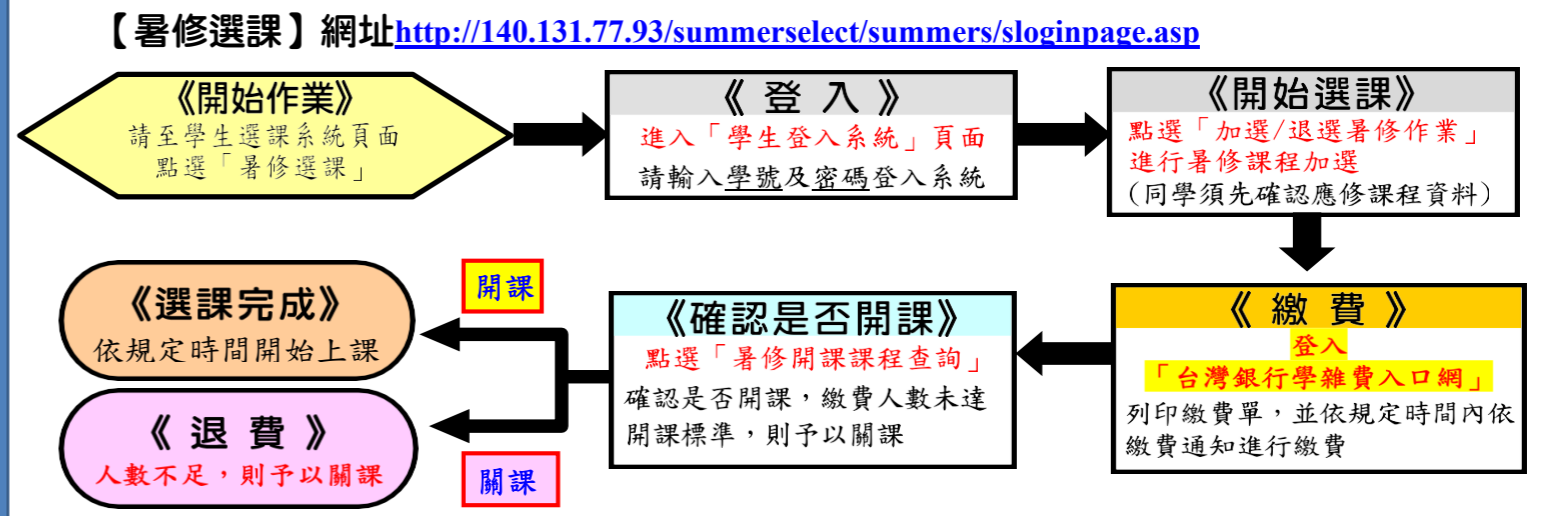 【暑修選課】網址http://140.131.77.93/summerselect/summers/sloginpage.asp
《開始作業》
請至學生選課系統頁面
點選「暑修選課」
《 登 入 》
進入「學生登入系統」頁面
請輸入學號及密碼登入系統
《開始選課》
點選「加選/退選暑修作業」
進行暑修課程加選
(同學須先確認應修課程資料)
《 繳 費 》
登入
「台灣銀行學雜費入口網」
列印繳費單，並依規定時間內依
繳費通知進行繳費
《確認是否開課》
點選「暑修開課課程查詢」
確認是否開課，繳費人數未達
開課標準，則予以關課
開課
《選課完成》
依規定時間開始上課
關課
《 退 費 》
人數不足，則予以關課